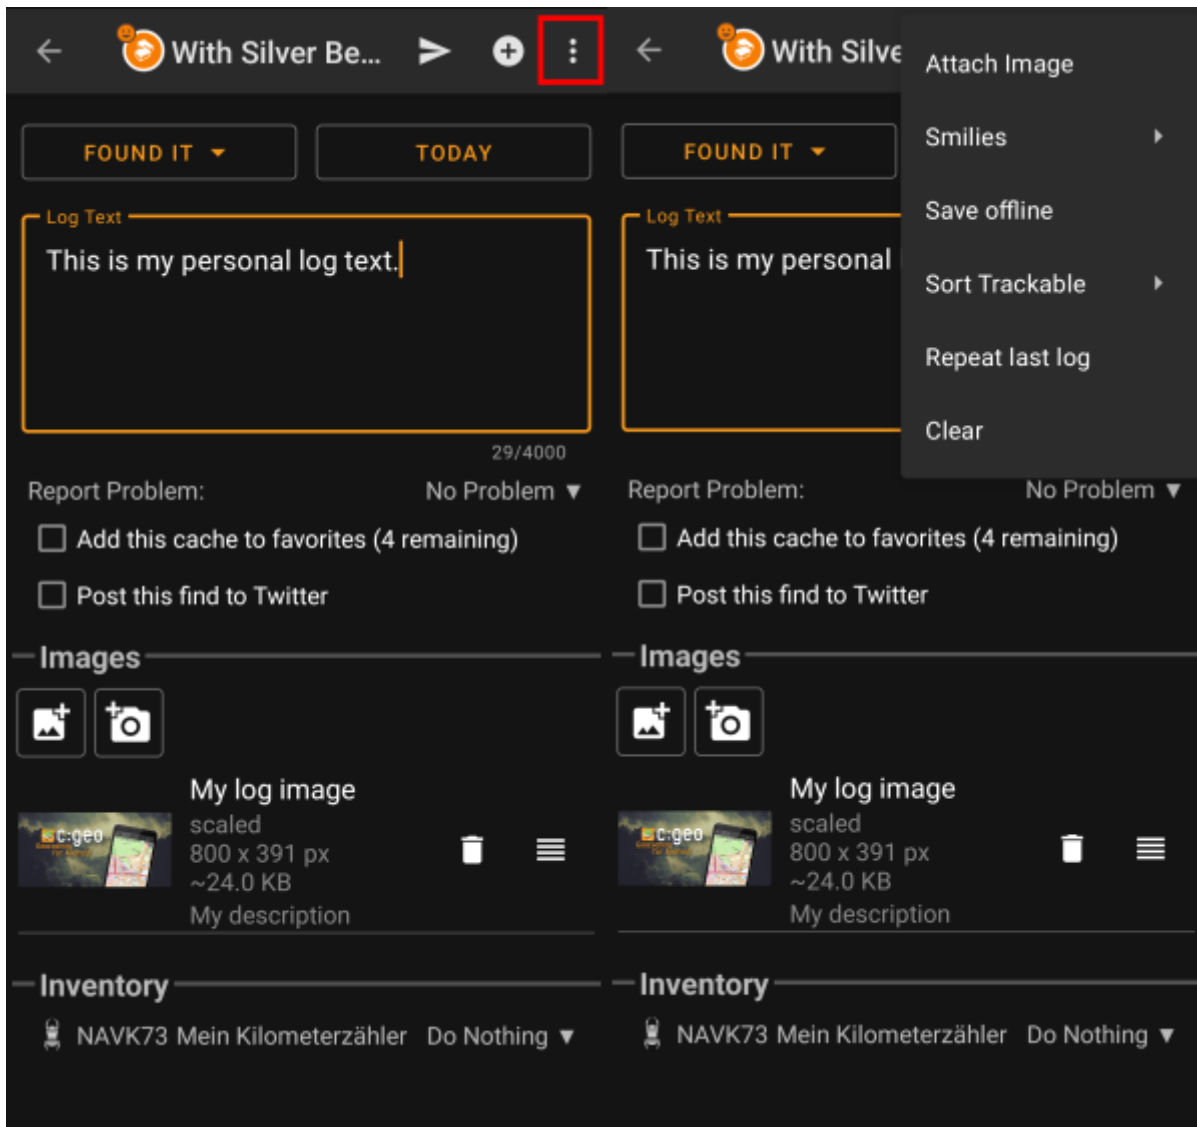 With Silver Be...
FOUND IT
TODAY
Log Text
This is my personal log text.
29/4000
Report Problem:
No Problem
Add this cache to favorites (4 remaining)
Post this find to Twitter
Images
My log image
scaled
800 x 391 px
~24.0 KB
My description
c:geo
Inventory
NAVK73 Mein Kilometerzähler
Do Nothing
With Silve
FOUND IT
Log Text
This is my personal
Attach Image
Smilies
Save offline
Sort Trackable
Repeat last log
Clear
Report Problem:
No Problem
Add this cache to favorites (4 remaining)
Post this find to Twitter
Images
My log image
scaled
800 x 391 px
~24.0 KB
My description
c:geo
Inventory
NAVK73 Mein Kilometerzähler
Do Nothing